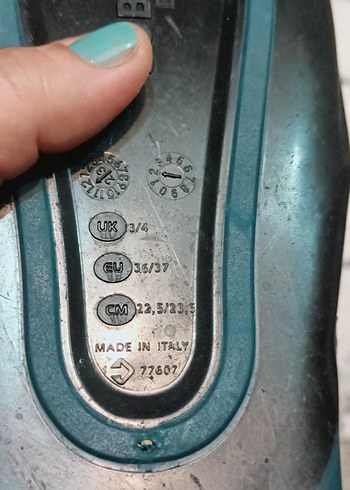 B
UK 3/4
EU 36/37
CM 22,5/23,5
MADE IN ITALY
77607